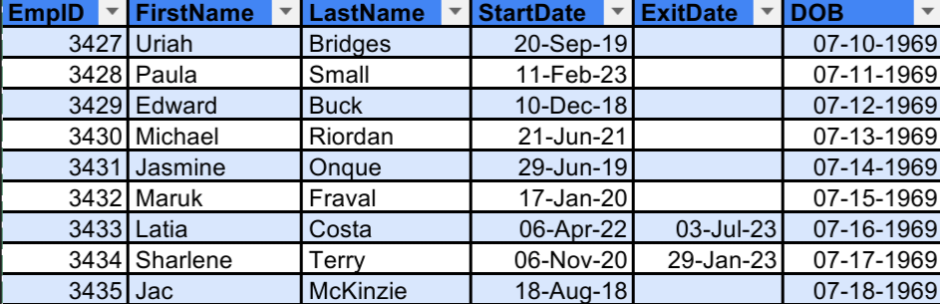 EmpID FirstName LastName StartDate ExitDate DOB
3427 Uriah Bridges 20-Sep-19 07-10-1969
3428 Paula Small 11-Feb-23 07-11-1969
3429 Edward Buck 10-Dec-18 07-12-1969
3430 Michael Riordan 21-Jun-21 07-13-1969
3431 Jasmine Onque 29-Jun-19 07-14-1969
3432 Maruk Fraval 17-Jan-20 07-15-1969
3433 Latia Costa 06-Apr-22 03-Jul-23 07-16-1969
3434 Sharlene Terry 06-Nov-20 29-Jan-23 07-17-1969
3435 Jac McKinzie 18-Aug-18 07-18-1969